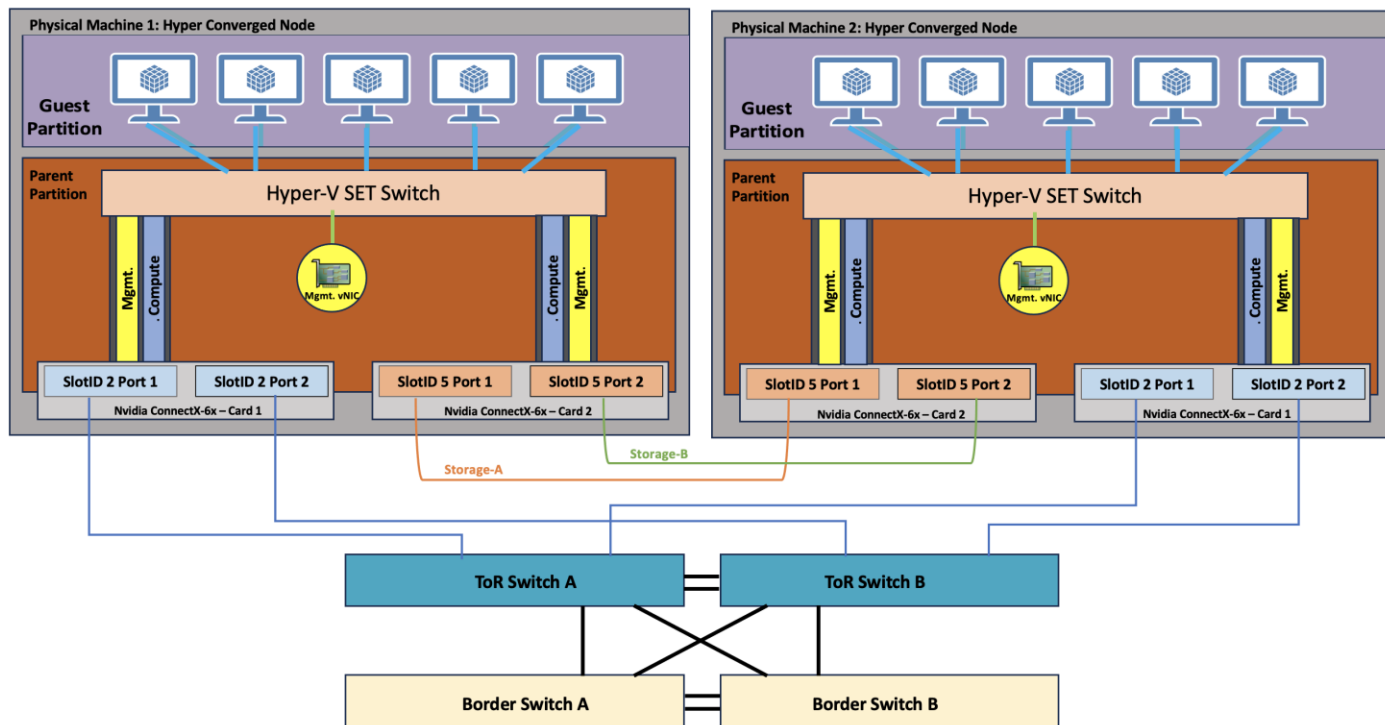 Physical Machine 1: Hyper Converged Node
Guest
Partition
Parent
Partition
Hyper-V SET Switch
Mgmt.
. Compute
Mgmt. vNIC
. Compute
Mgmt.
SlotID 2 Port 1
SlotID 2 Port 2
Nvidia ConnectX-6x – Card 1
SlotID 5 Port 1
SlotID 5 Port 2
Nvidia ConnectX-6x – Card 2
Physical Machine 2: Hyper Converged Node
Guest
Partition
Parent
Partition
Hyper-V SET Switch
Mgmt.
. Compute
Mgmt. vNIC
. Compute
Mgmt.
SlotID 5 Port 1
SlotID 5 Port 2
Nvidia ConnectX-6x – Card 2
SlotID 2 Port 1
SlotID 2 Port 2
Nvidia ConnectX-6x – Card 1
Storage-B
Storage-A
ToR Switch A
ToR Switch B
Border Switch A
Border Switch B